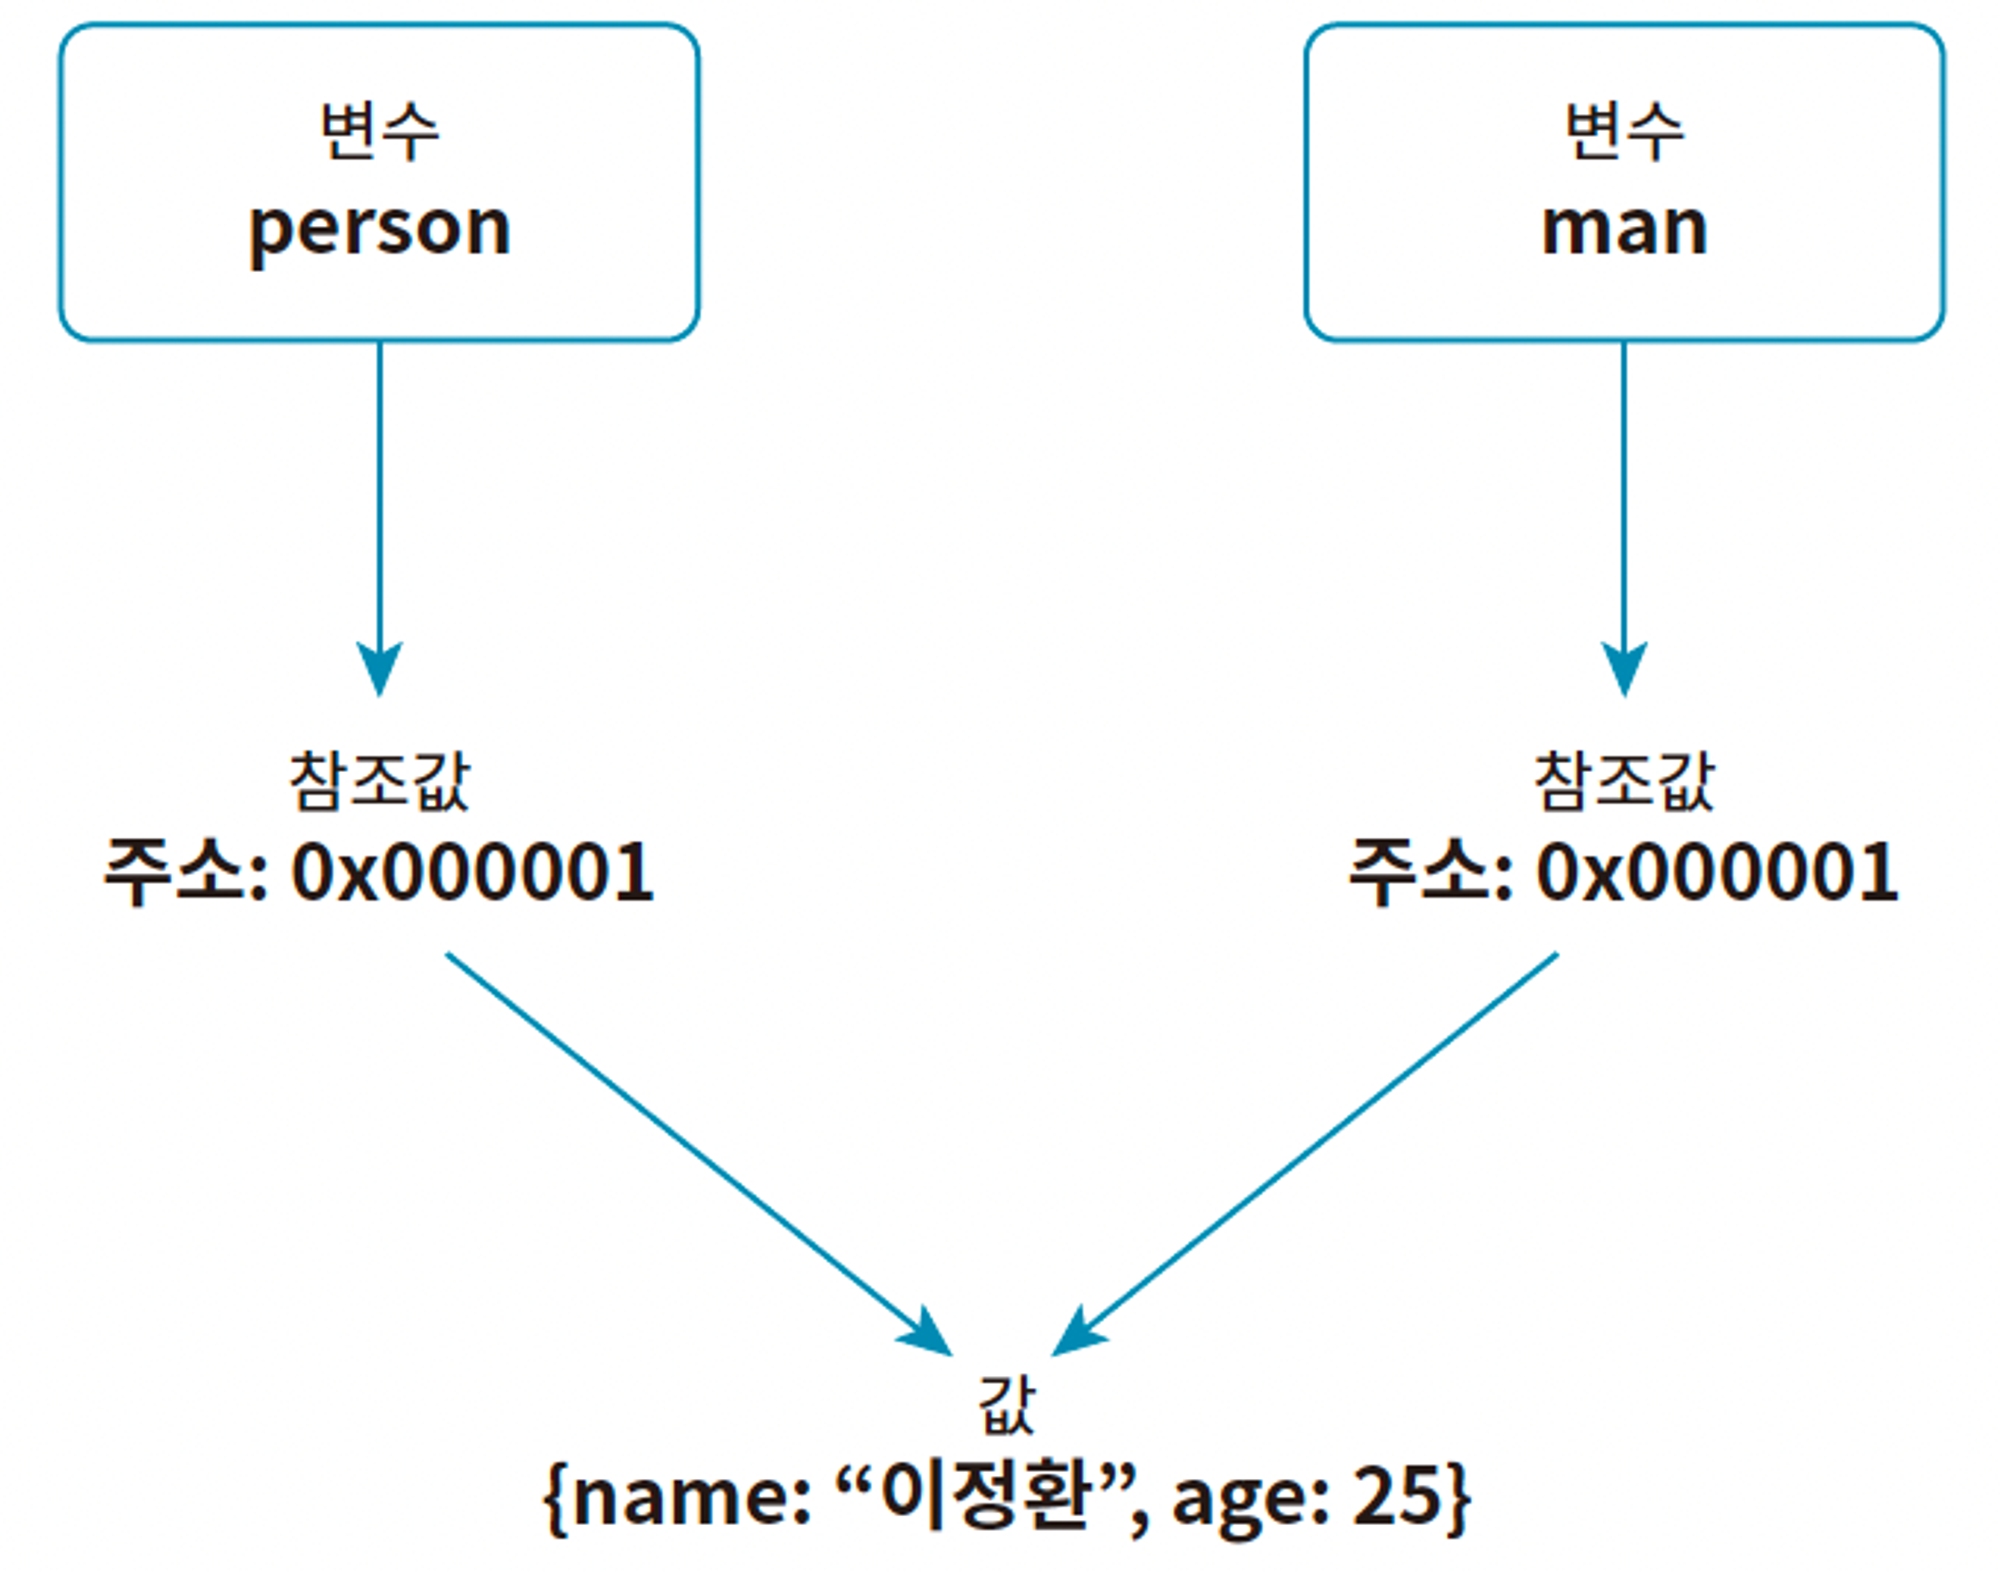 변수
person
변수
man
참조값
주소: 0x000001
참조값
주소: 0x000001
값
{name: “이정환”, age: 25}